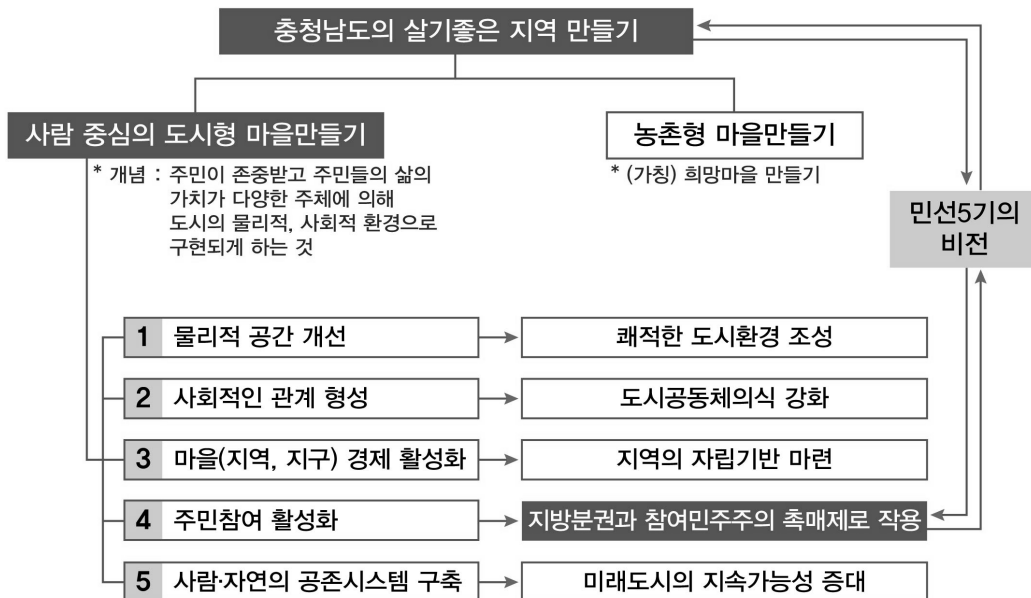 충청남도의 살기좋은 지역 만들기
사람 중심의 도시형 마을만들기
농촌형 마을만들기
* 개념 : 주민이 존중받고 주민들의 삶의
가치가 다양한 주체에 의해
도시의 물리적, 사회적 환경으로
구현되게 하는 것
* (가칭) 희망마을 만들기
민선5기의
비전
1 물리적 공간 개선
쾌적한 도시환경 조성
2 사회적인 관계 형성
도시공동체의식 강화
3 마을(지역, 지구) 경제 활성화
지역의 자립기반 마련
4 주민참여 활성화
지방분권과 참여민주주의 촉매제로 작용
5 사람·자연의 공존시스템 구축
미래도시의 지속가능성 증대